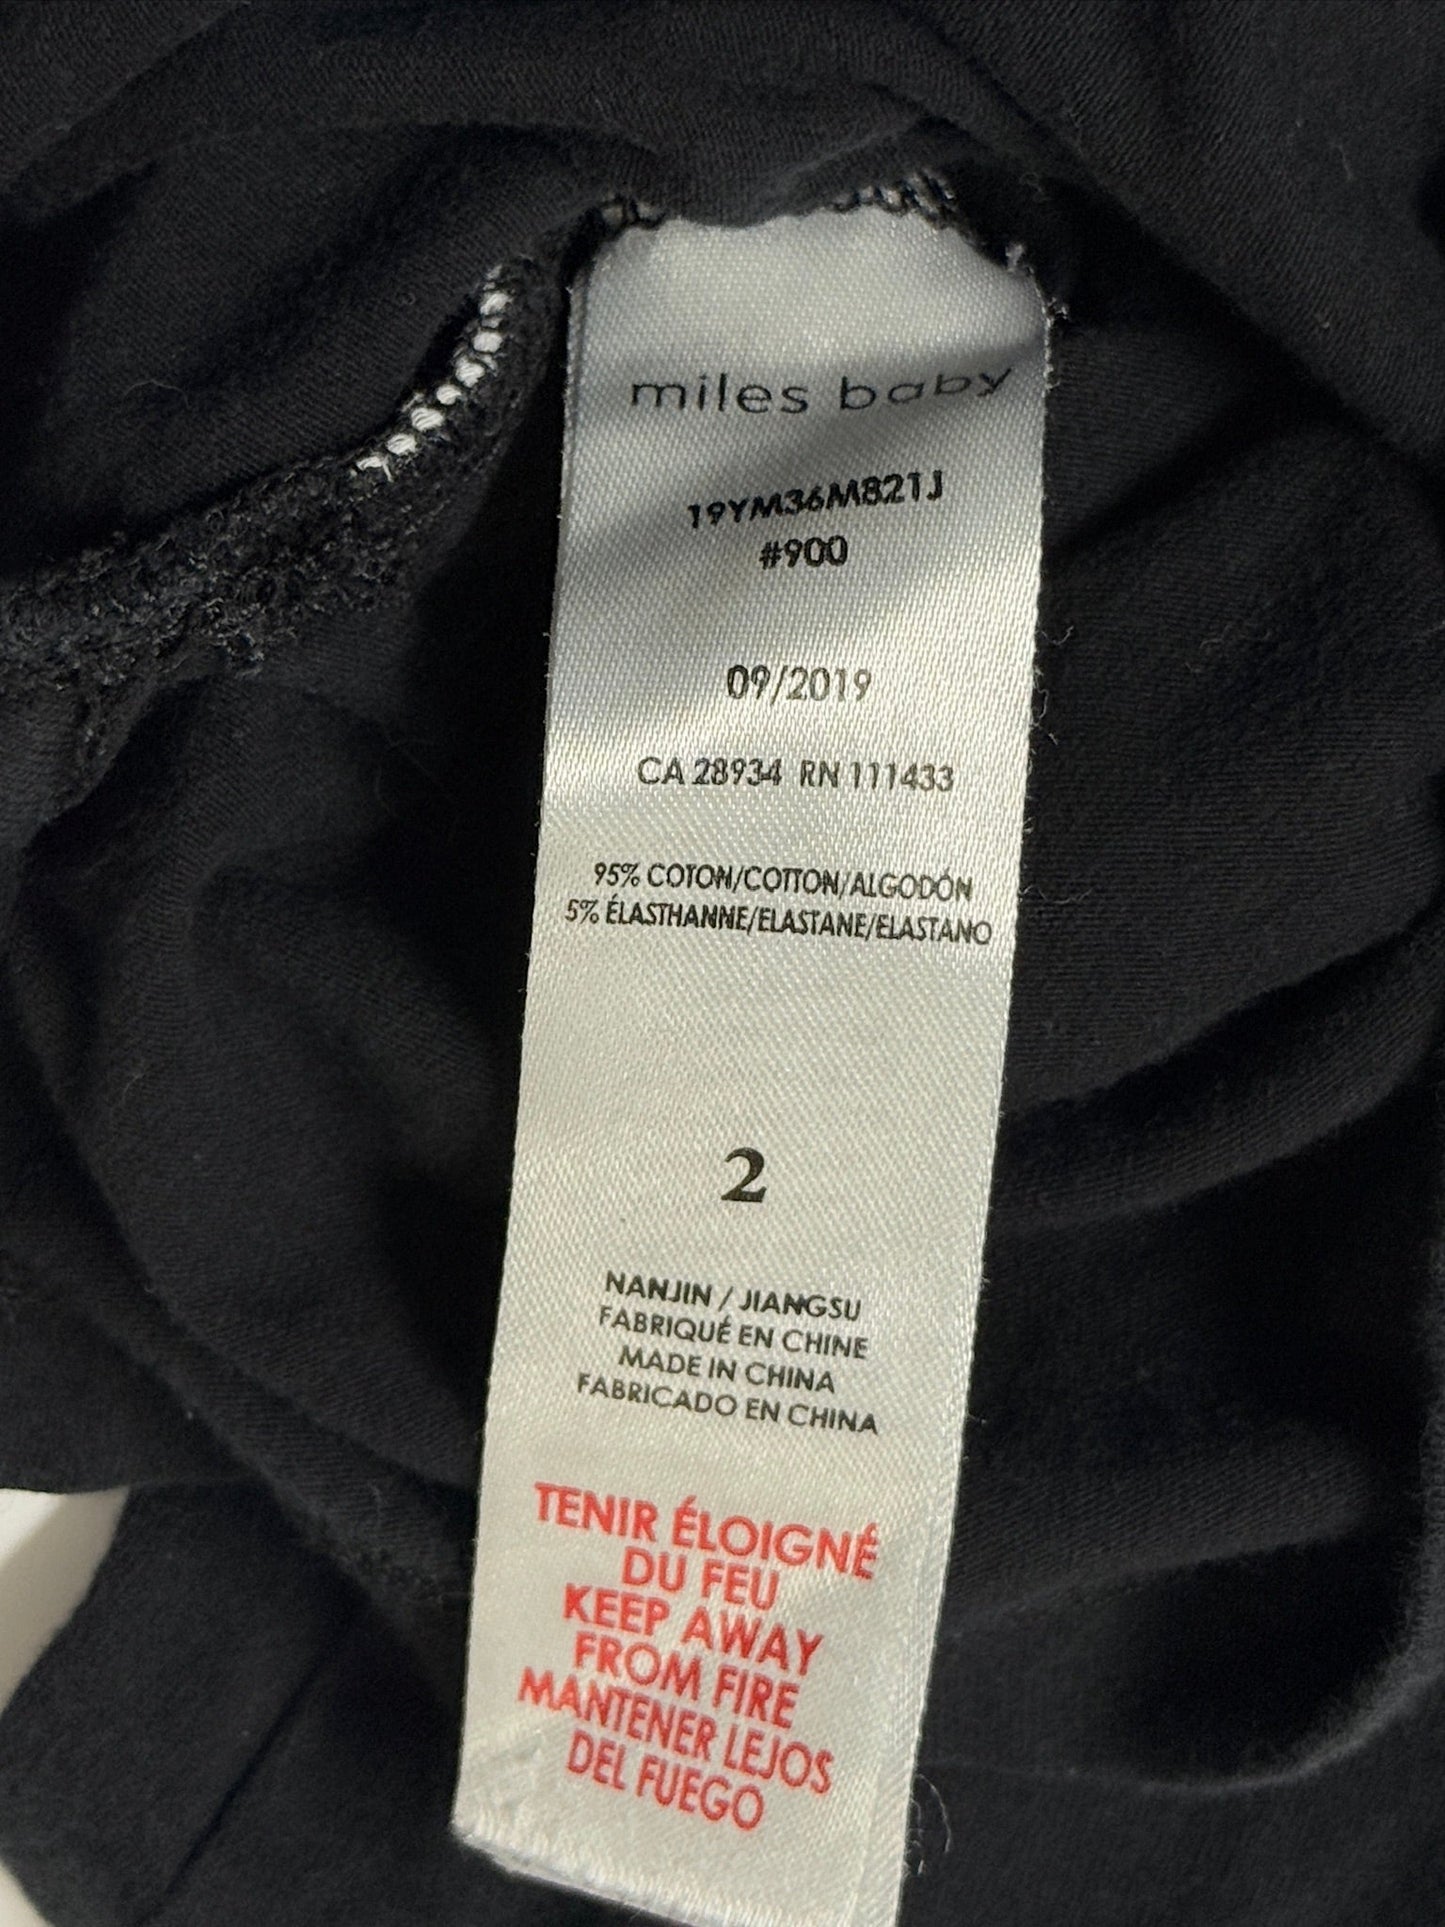 miles baby
19YM36M821J
#900
09/2019
CA 28934 RN 111433
95% COTON/COTTON/ALGODÓN
5% ÉLASTHANNE/ELASTANE/ELASTANO
2
NANJIN / JIANGSU
FABRIQUÉ EN CHINE
MADE IN CHINA
FABRICADO EN CHINA
TENIR ÉLOIGNÉ
DU FEU
KEEP AWAY
FROM FIRE
MANTENER LEJOS
DEL FUEGO